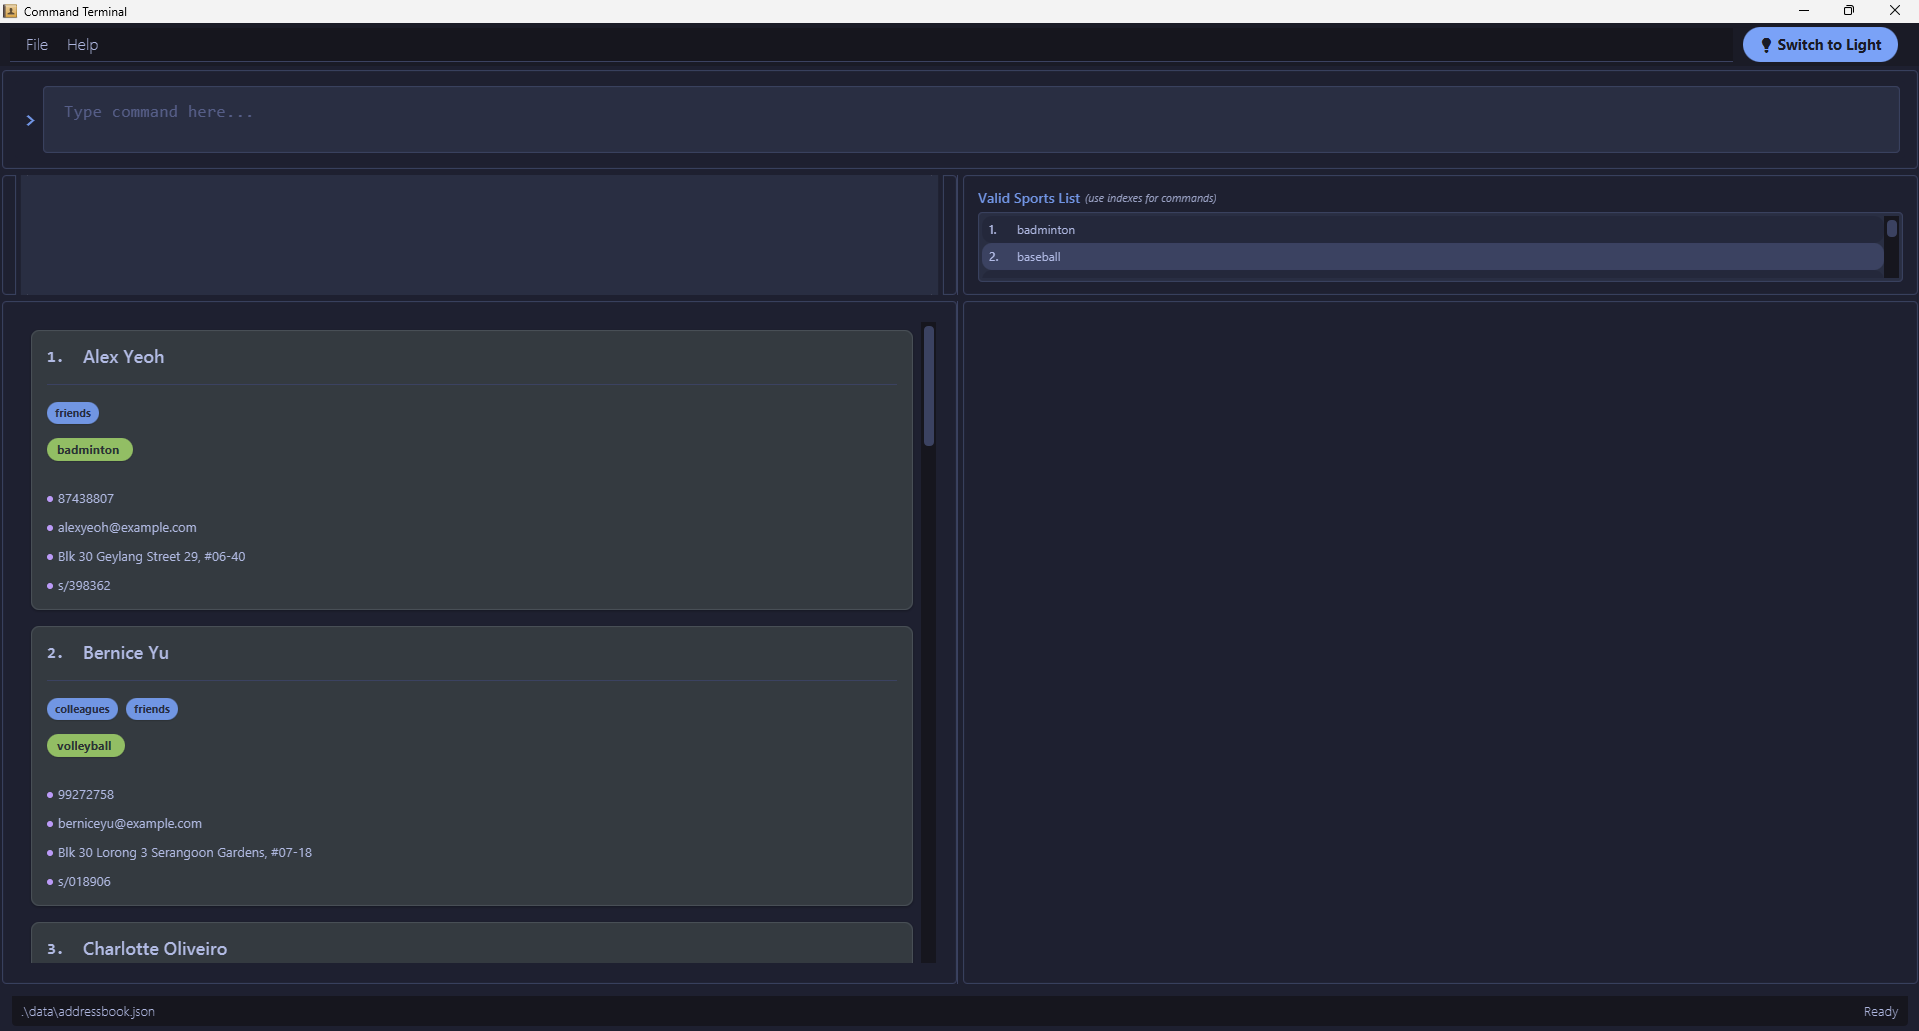 Command Terminal
File Help
Switch to Light
> Type command here...
Valid Sports List (use indexes for commands)
1. badminton
2. baseball
1. Alex Yeoh
friends
badminton
87438807
alexyeoh@example.com
Blk 30 Geylang Street 29, #06-40
s/398362
2. Bernice Yu
colleagues friends
volleyball
99272758
berniceyu@example.com
Blk 30 Lorong 3 Serangoon Gardens, #07-18
s/018906
3. Charlotte Oliveiro
.\data\addressbook.json
Ready